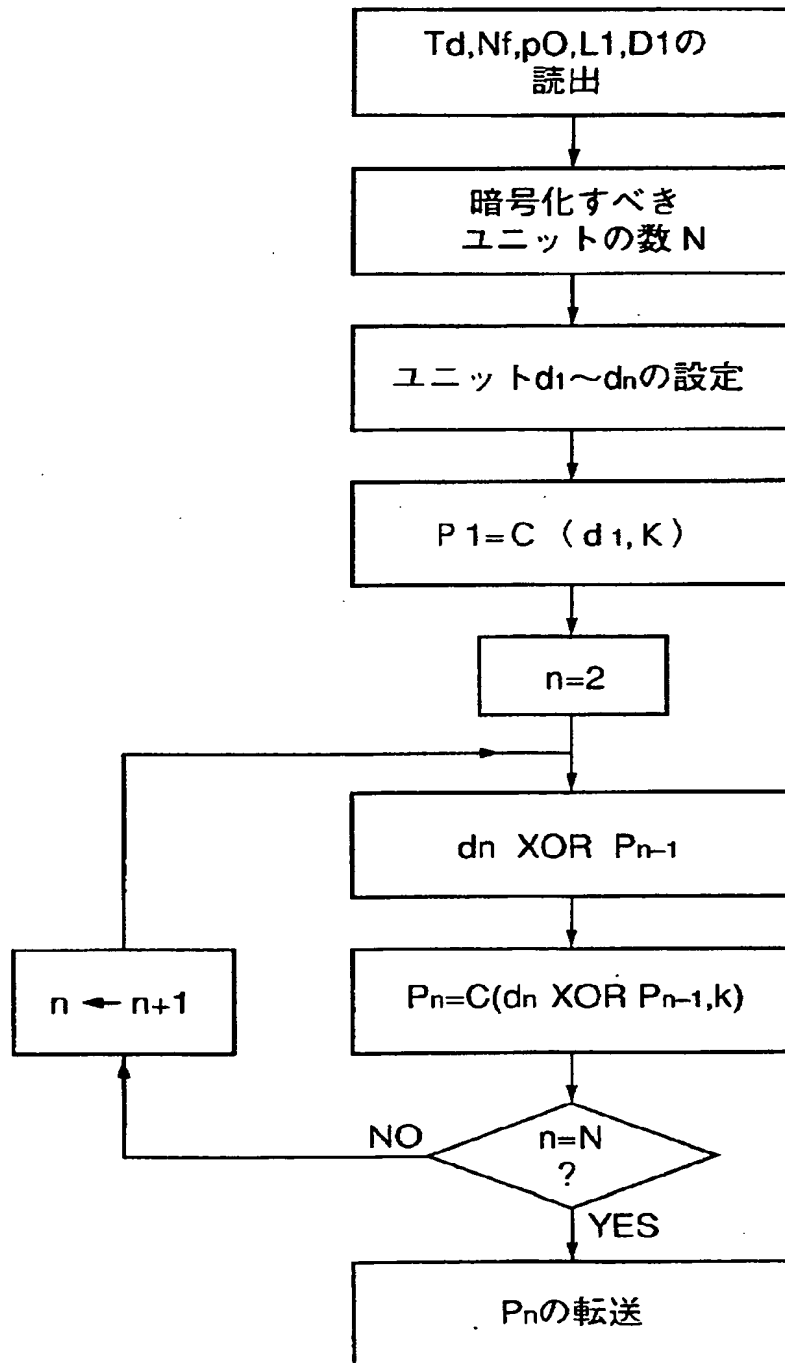 Td,Nf,pO,L1,D1の
読出
暗号化すべき
ユニットの数 N
ユニットd1〜dnの設定
P 1=C (d 1, K )
n=2
dn XOR Pn-1
n ← n+1
Pn=C(dn XOR Pn-1,k)
NO
n=N
?
YES
Pnの転送